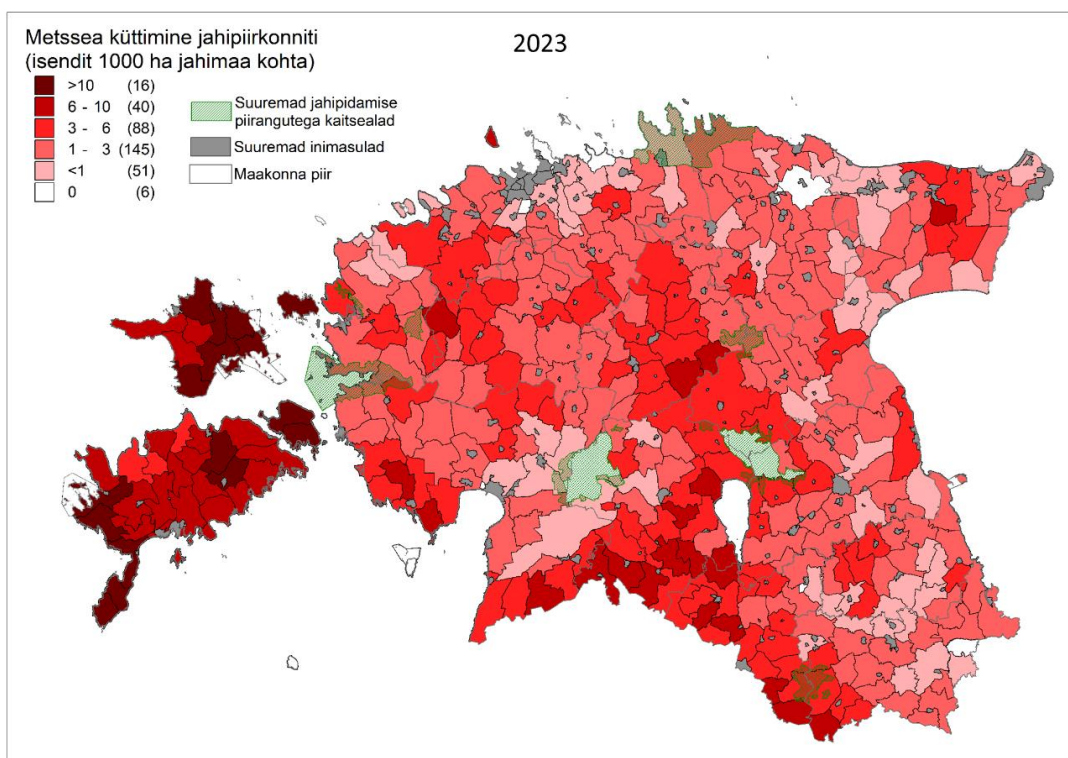 Metssea küttimine jahipiirkonniti
(isendit 1000 ha jahimaa kohta)
2023
>10 (16)
6 - 10 (40)
3 - 6 (88)
1 - 3 (145)
<1 (51)
0 (6)
Suuremad jahipidamise
piirangutega kaitsealad
Suuremad inimasulad
Maakonna piir